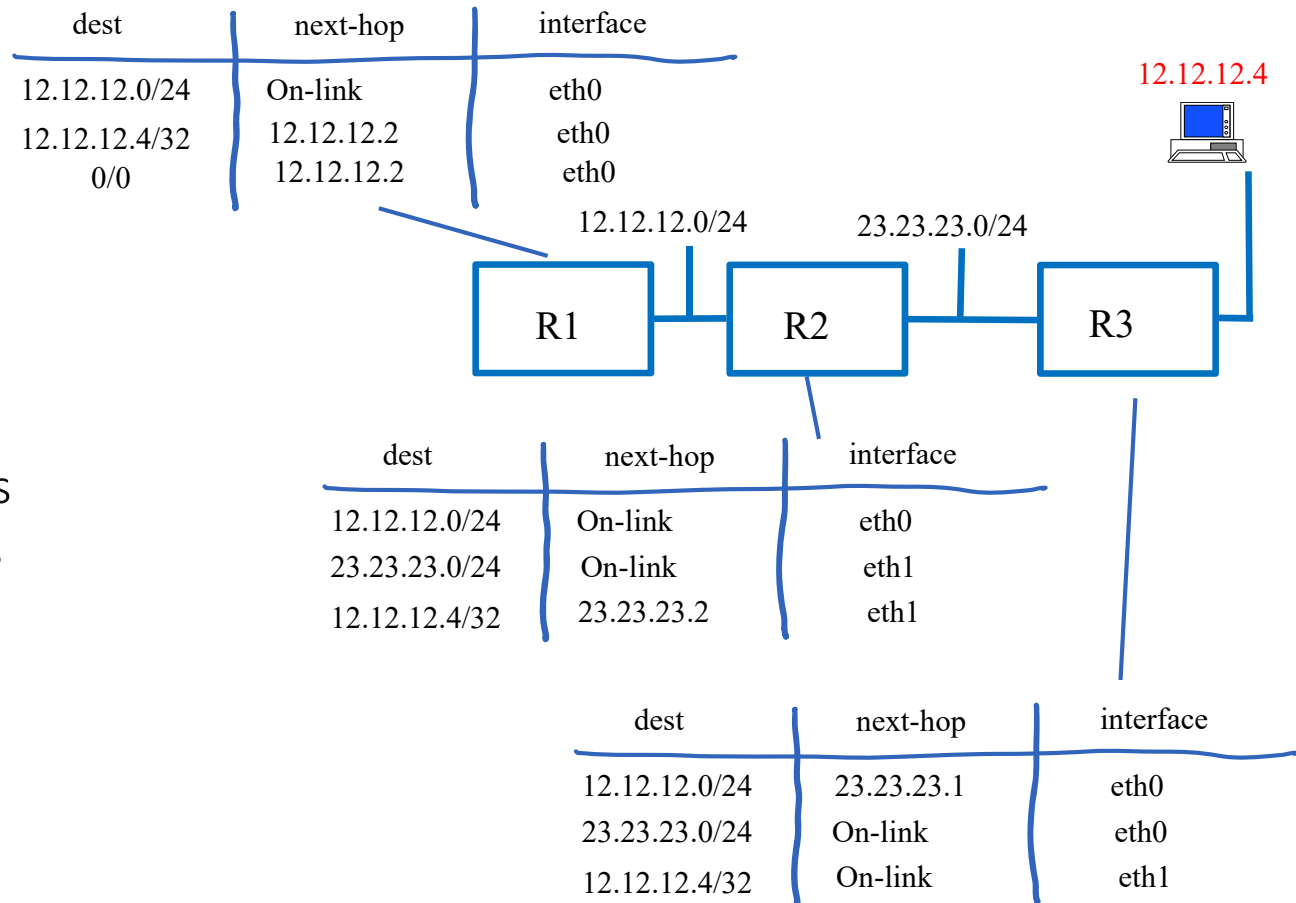 dest next-hop interface
12.12.12.0/24 On-link eth0
12.12.12.4/32 12.12.12.2 eth0
0/0 12.12.12.2 eth0
12.12.12.4
12.12.12.0/24 23.23.23.0/24
R1 R2 R3
dest next-hop interface
12.12.12.0/24 On-link eth0
23.23.23.0/24 On-link eth1
12.12.12.4/32 23.23.23.2 eth1
dest next-hop interface
12.12.12.0/24 23.23.23.1 eth0
23.23.23.0/24 On-link eth0
12.12.12.4/32 On-link eth1